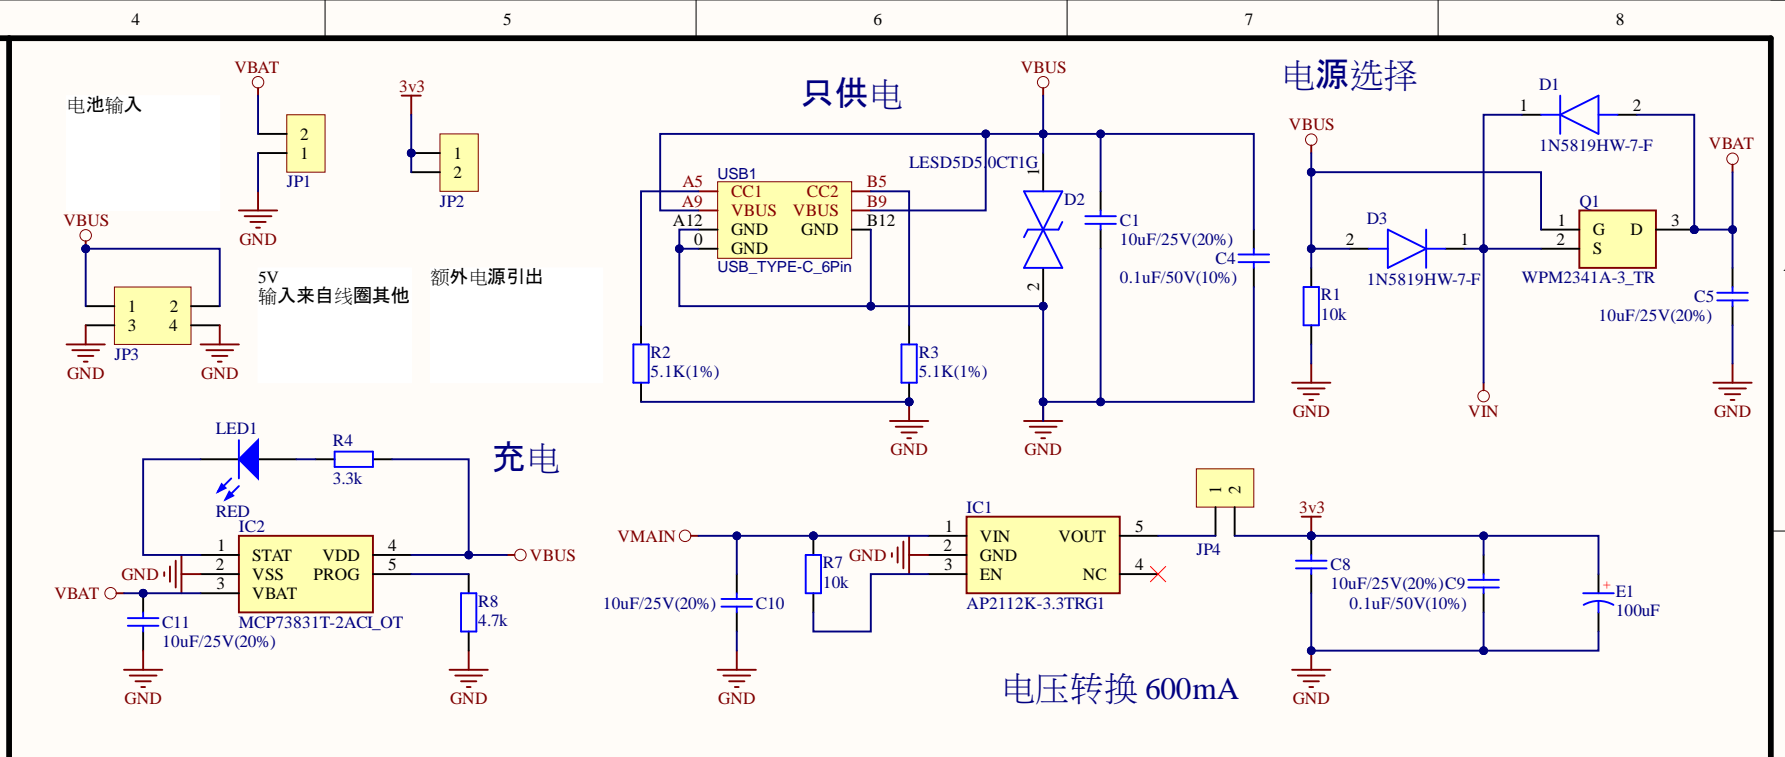 4
5
6
7
8
电池输入
VBAT
2
1
JP1
GND
3v3
1
2
JP2
VBUS
1
2
3
4
JP3
GND
GND
5V
输入来自线圈其他
额外电源引出
只供电
VBUS
LESD5D5.0CT1G
USB1
A5
CC1
CC2
B5
A9
VBUS
VBUS
B9
A12
GND
GND
B12
0
GND
USB_TYPE-C_6Pin
1
D2
2
C1
10uF/25V(20%)
C4
0.1uF/50V(10%)
R2
5.1K(1%)
R3
5.1K(1%)
GND
GND
电源选择
VBUS
D1
1
2
1N5819HW-7-F
VBAT
Q1
1
G
D
3
2
S
WPM2341A-3_TR
D3
2
1
1N5819HW-7-F
R1
10k
C5
10uF/25V(20%)
GND
VIN
GND
充电
LED1
RED
R4
3.3k
IC2
1
STAT
VDD
4
VBUS
GND
2
VSS
PROG
5
VBAT
3
VBAT
MCP73831T-2ACI_OT
C11
10uF/25V(20%)
R8
4.7k
GND
GND
VMAIN
10uF/25V(20%)
C10
GND
R7
10k
GND
IC1
1
VIN
VOUT
5
2
GND
3
EN
NC
4
AP2112K-3.3TRG1
1
2
JP4
3v3
C8
10uF/25V(20%)
C9
0.1uF/50V(10%)
+
E1
100uF
GND
电压转换 600mA